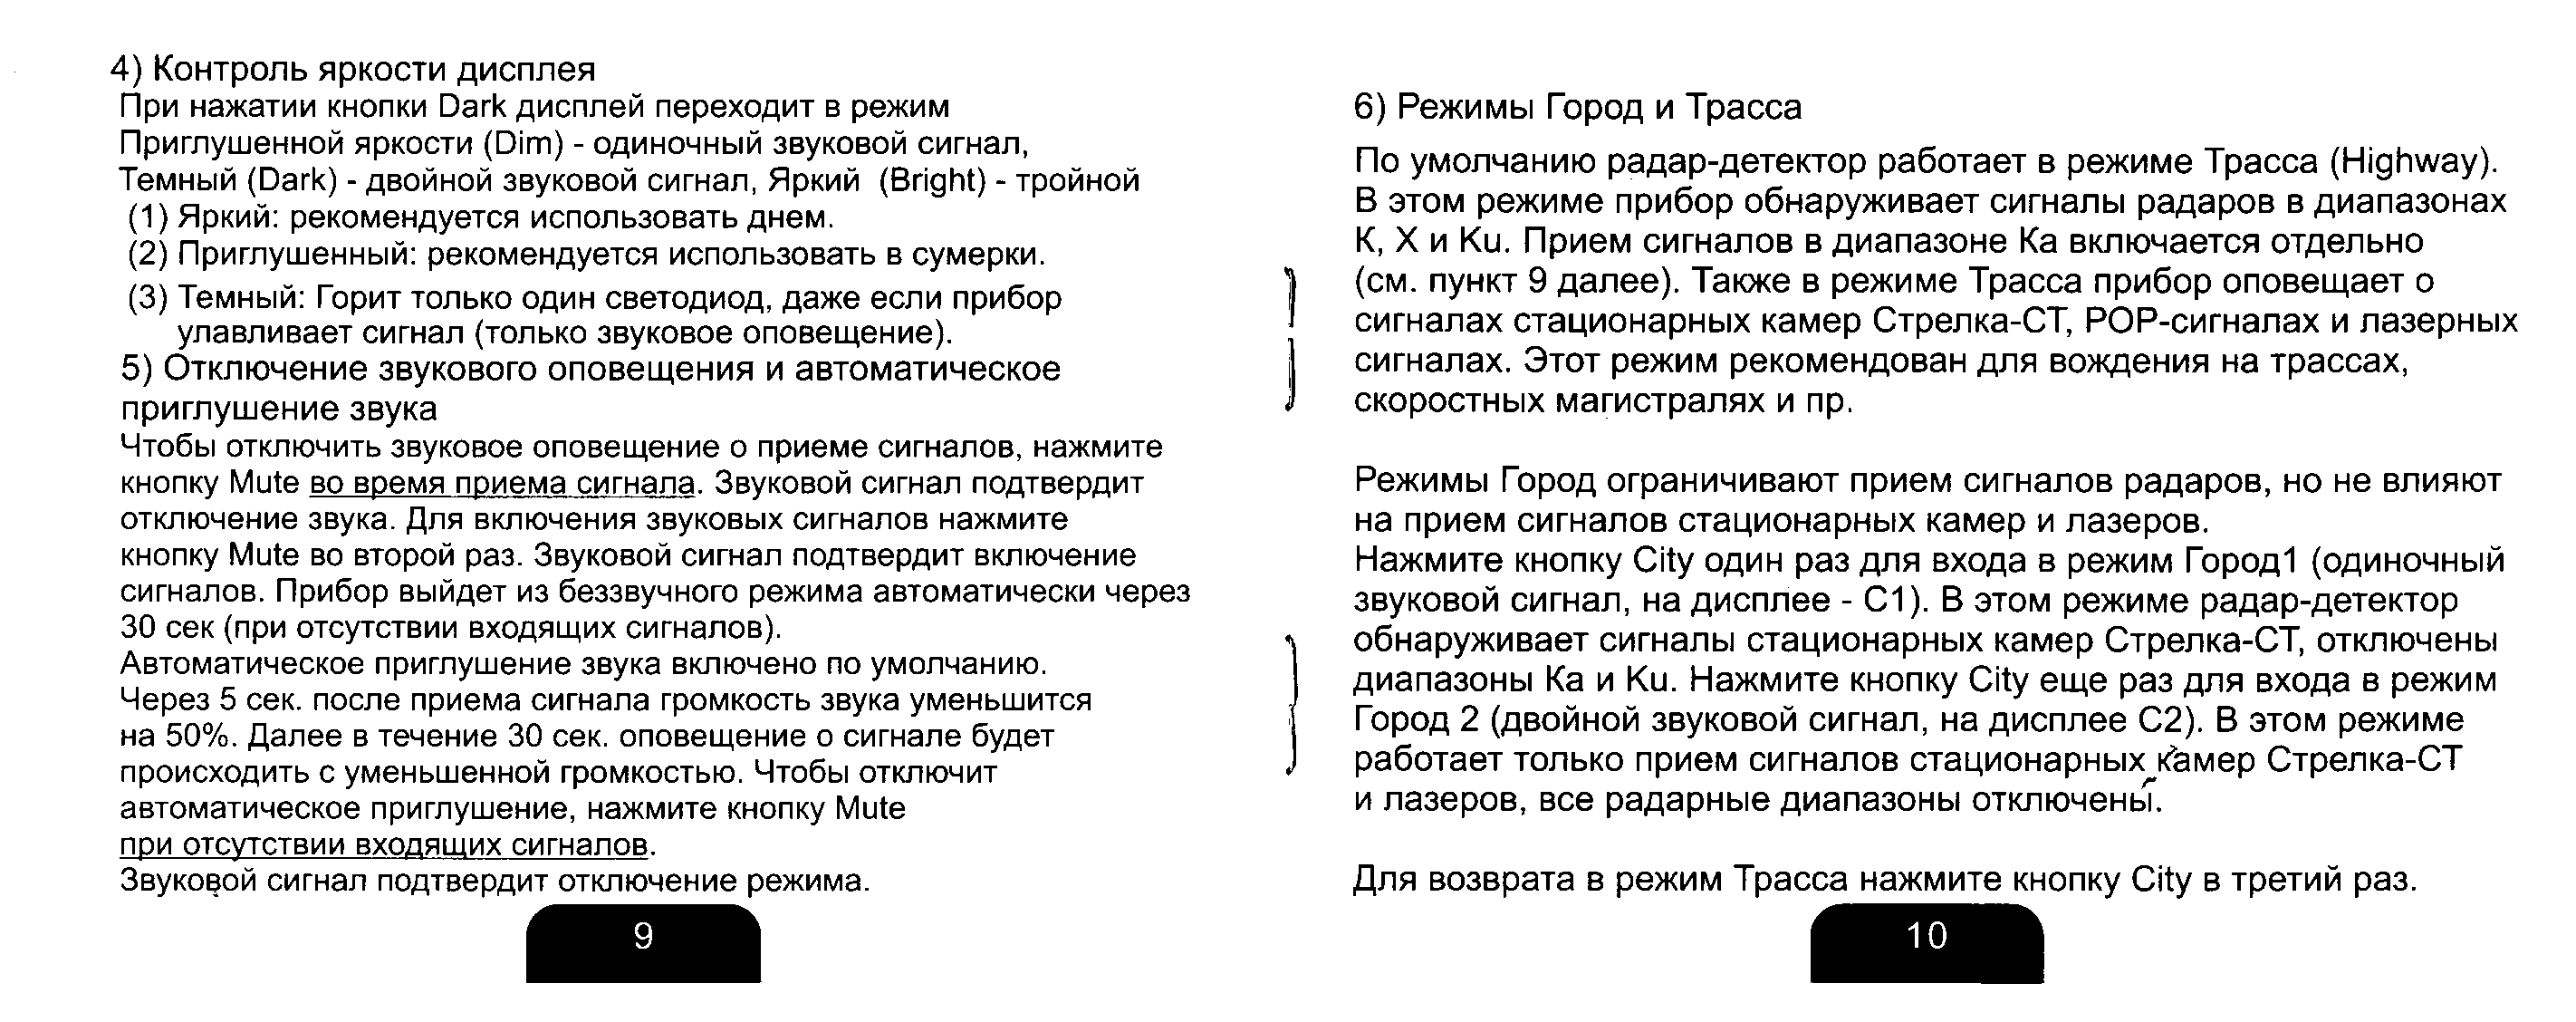 4) Контроль яркости дисплея
При нажатии кнопки Dark дисплей переходит в режим
Приглушенной яркости (Dim) - одиночный звуковой сигнал,
Темный (Dark) - двойной звуковой сигнал, Яркий (Bright) - тройной
(1) Яркий: рекомендуется использовать днем.
(2) Приглушенный: рекомендуется использовать в сумерки.
(3) Темный: Горит только один светодиод, даже если прибор
улавливает сигнал (только звуковое оповещение).
5) Отключение звукового оповещения и автоматическое
приглушение звука
Чтобы отключить звуковое оповещение о приеме сигналов, нажмите
кнопку Mute во время приема сигнала. Звуковой сигнал подтвердит
отключение звука. Для включения звуковых сигналов нажмите
кнопку Mute во второй раз. Звуковой сигнал подтвердит включение
сигналов. Прибор выйдет из беззвучного режима автоматически через
30 сек (при отсутствии входящих сигналов).
Автоматическое приглушение звука включено по умолчанию.
Через 5 сек. после приема сигнала громкость звука уменьшится
на 50%. Далее в течение 30 сек. оповещение о сигнале будет
происходить с уменьшенной громкостью. Чтобы отключит
автоматическое приглушение, нажмите кнопку Mute
при отсутствии входящих сигналов.
Звуковой сигнал подтвердит отключение режима.
9
6) Режимы Город и Трасса
По умолчанию радар-детектор работает в режиме Трасса (Highway).
В этом режиме прибор обнаруживает сигналы радаров в диапазонах
К, Х и Ku. Прием сигналов в диапазоне Ка включается отдельно
(см. пункт 9 далее). Также в режиме Трасса прибор оповещает о
сигналах стационарных камер Стрелка-СТ, POP-сигналах и лазерных
сигналах. Этот режим рекомендован для вождения на трассах,
скоростных магистралях и пр.
Режимы Город ограничивают прием сигналов радаров, но не влияют
на прием сигналов стационарных камер и лазеров.
Нажмите кнопку City один раз для входа в режим Город1 (одиночный
звуковой сигнал, на дисплее - С1). В этом режиме радар-детектор
обнаруживает сигналы стационарных камер Стрелка-СТ, отключены
диапазоны Ка и Ku. Нажмите кнопку City еще раз для входа в режим
Город 2 (двойной звуковой сигнал, на дисплее С2). В этом режиме
работает только прием сигналов стационарных камер Стрелка-СТ
и лазеров, все радарные диапазоны отключены.
Для возврата в режим Трасса нажмите кнопку City в третий раз.
10